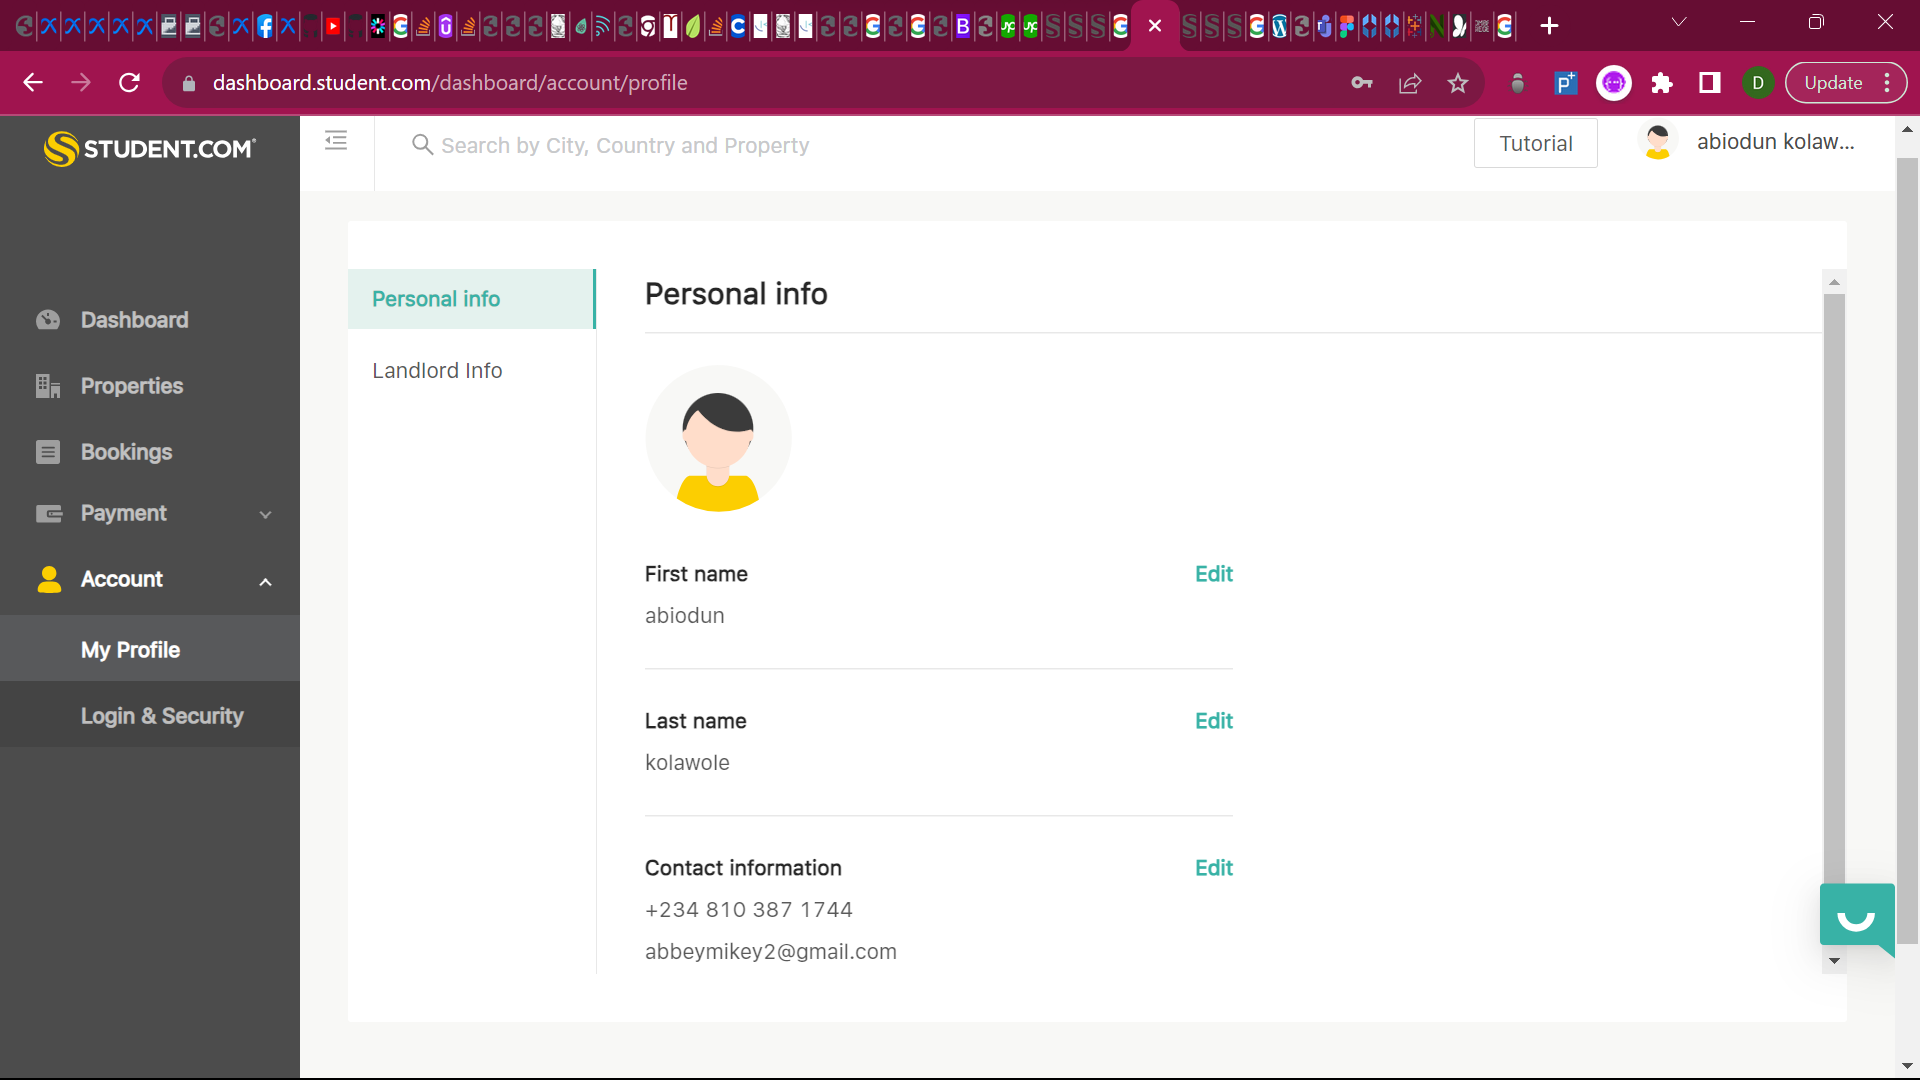 dashboard.student.com/dashboard/account/profile
D
Update
STUDENT.COM
Search by City, Country and Property
Tutorial
abiodun kolaw...
Dashboard
Properties
Bookings
Payment
Account
My Profile
Login & Security
Personal info
Landlord Info
Personal info
First name
Edit
abiodun
Last name
Edit
kolawole
Contact information
Edit
+234 810 387 1744
abbeymikey2@gmail.com